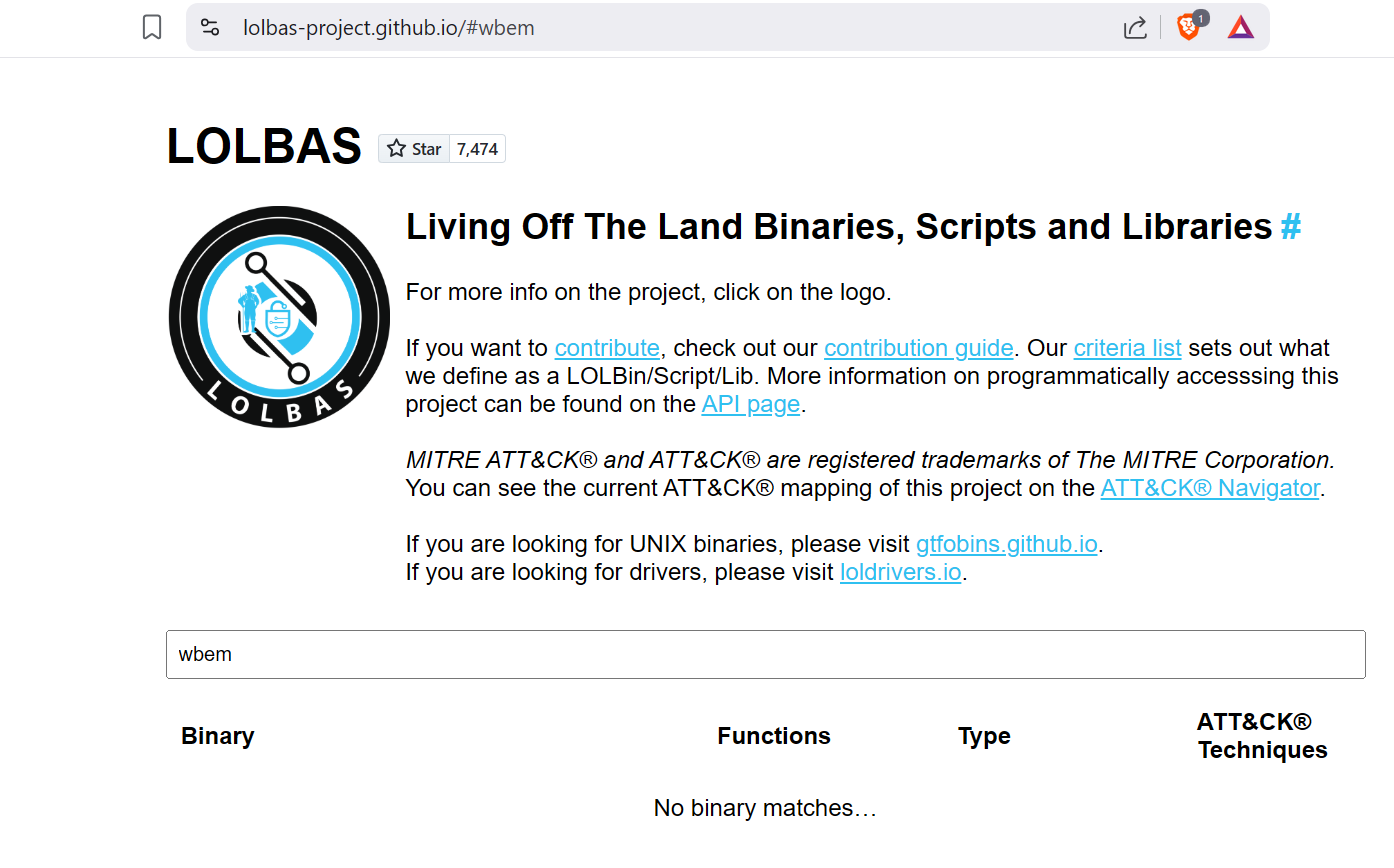 lolbas-project.github.io/#wbem
1
LOLBAS
Star 7,474
LOLBAS
Living Off The Land Binaries, Scripts and Libraries #
For more info on the project, click on the logo.
If you want to contribute, check out our contribution guide. Our criteria list sets out what
we define as a LOLBin/Script/Lib. More information on programmatically accesssing this
project can be found on the API page.
MITRE ATT&CK® and ATT&CK® are registered trademarks of The MITRE Corporation.
You can see the current ATT&CK® mapping of this project on the ATT&CK® Navigator.
If you are looking for UNIX binaries, please visit gtfobins.github.io.
If you are looking for drivers, please visit loldrivers.io.
wbem
Binary Functions Type ATT&CK®
Techniques
No binary matches…